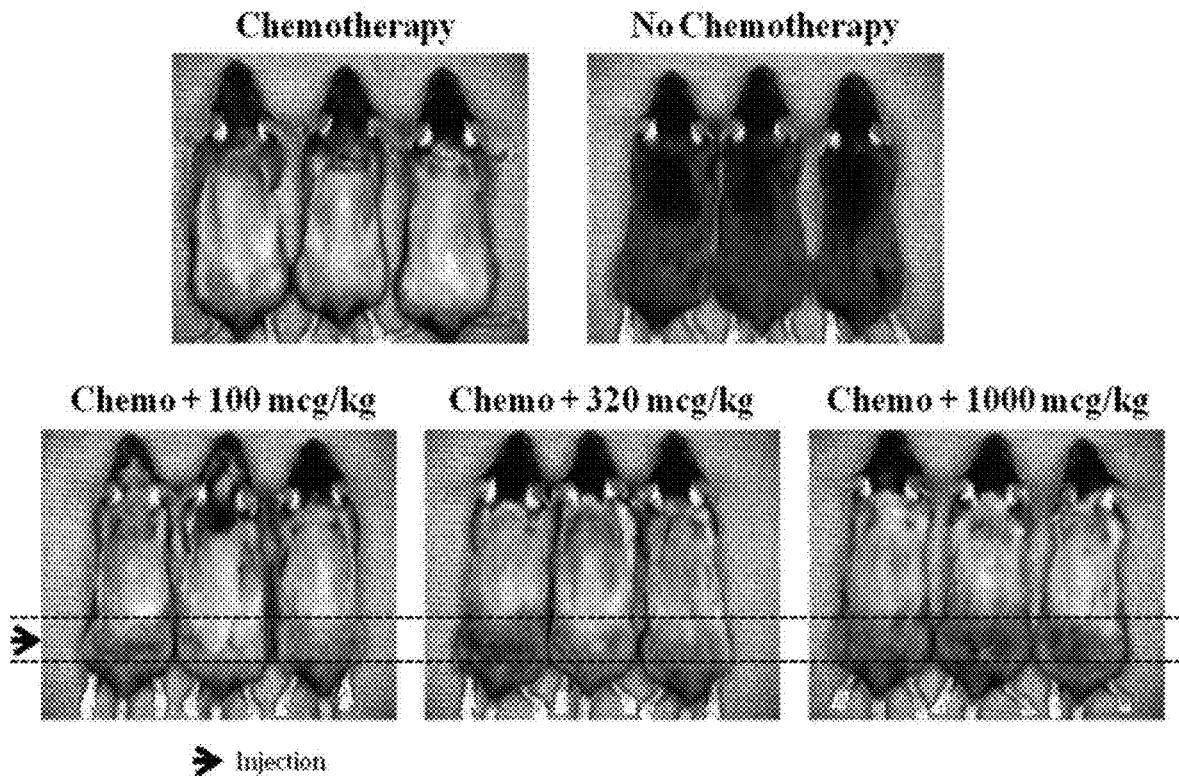 Chemotherapy No Chemotherapy
Chemo + 100 mcg/kg Chemo + 320 mcg/kg Chemo + 1000 mcg/kg
Injection